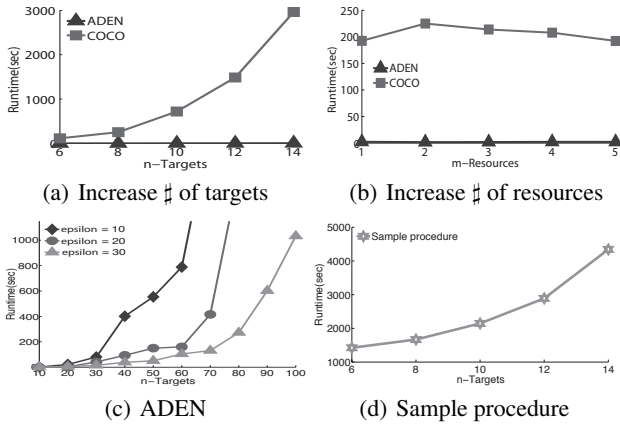 3000
2000
1000
0
Runtime(sec)
ADEN
COCO
6 8 10 12 14
n-Targets
(a) Increase ♯ of targets
250
200
150
100
50
0
Runtime(sec)
ADEN
COCO
1 2 3 4 5
m-Resources
(b) Increase ♯ of resources
1000
800
600
400
200
0
Runtime(sec)
epsilon = 10
epsilon = 20
epsilon = 30
10 20 30 40 50 60 70 80 90 100
n-Targets
(c) ADEN
5000
4000
3000
2000
1000
Runtime(sec)
Sample procedure
6 8 10 12 14
n-Targets
(d) Sample procedure